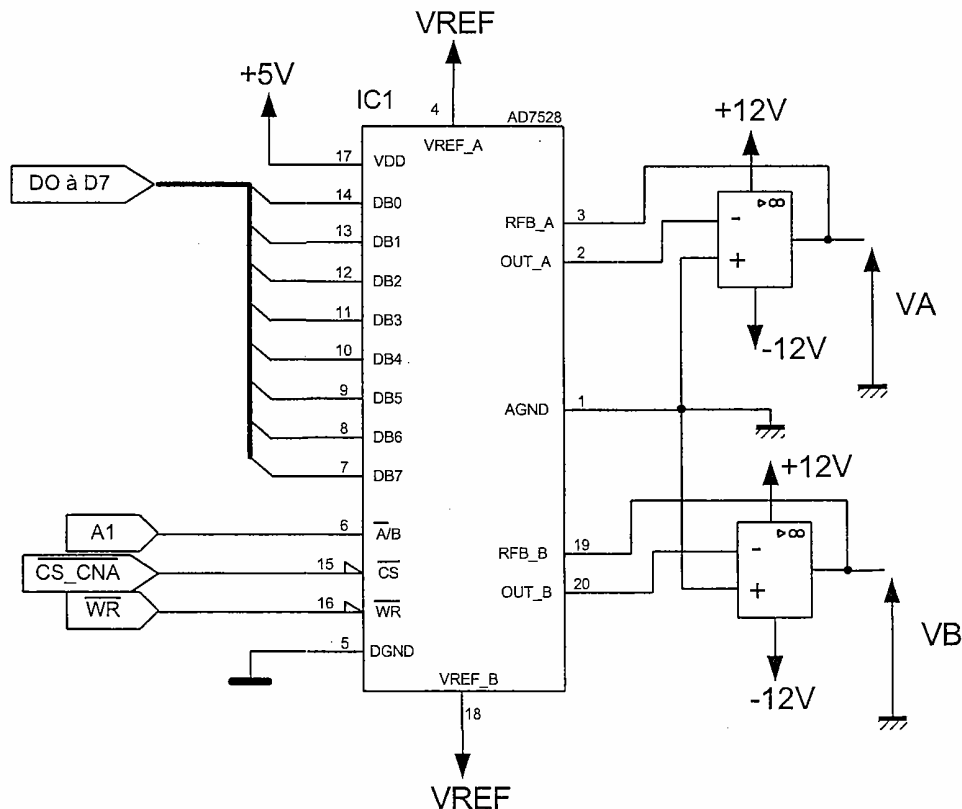 VREF
+5V
IC1
4
AD7528
VREF_A
+12V
17 VDD
DO à D7
14 DB0
13 DB1
12 DB2
11 DB3
10 DB4
9 DB5
8 DB6
7 DB7
A1
6 A/B
CS_CNA
15 CS
WR
16 WR
5 DGND
VREF_B
18
VREF
RFB_A 3
OUT_A 2
AGND 1
RFB_B 19
OUT_B 20
∞
-
+
-12V
VA
+12V
∞
-
+
-12V
VB